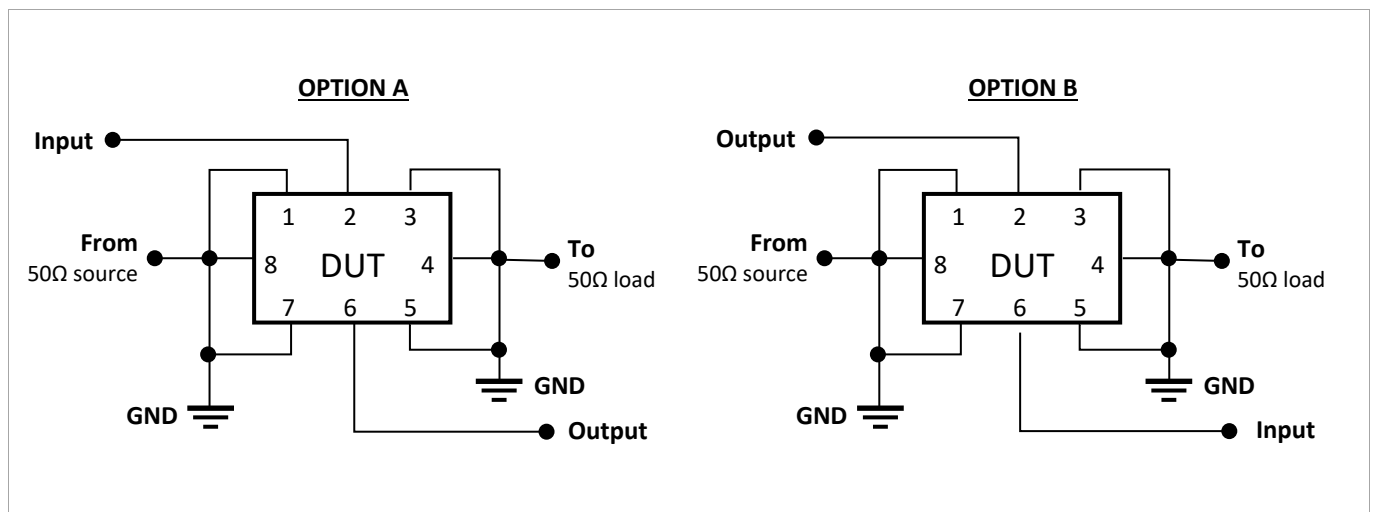 OPTION A
Input
1 2 3
From
50Ω source
8 DUT 4
To
50Ω load
7 6 5
GND
GND
Output
OPTION B
Output
1 2 3
From
50Ω source
8 DUT 4
To
50Ω load
7 6 5
GND
GND
Input